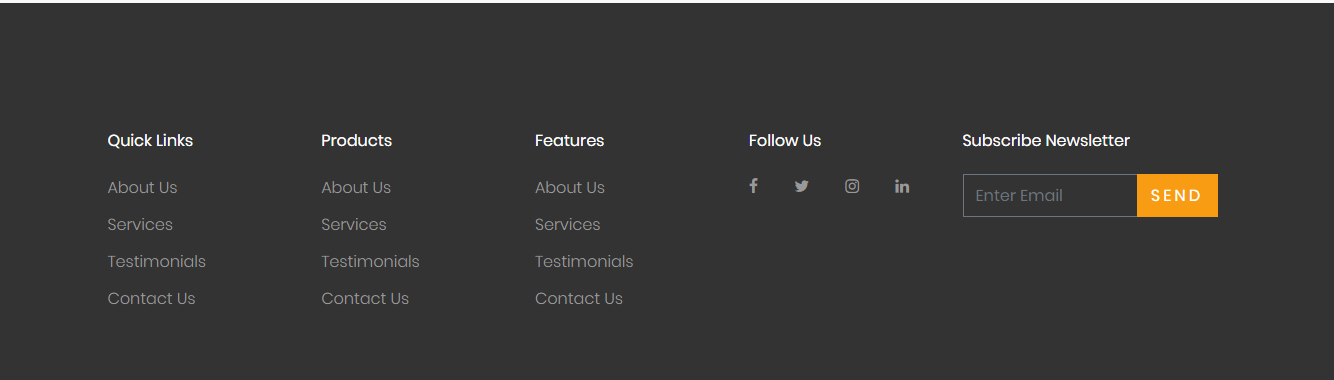 Quick Links
About Us
Services
Testimonials
Contact Us
Products
About Us
Services
Testimonials
Contact Us
Features
About Us
Services
Testimonials
Contact Us
Follow Us
Subscribe Newsletter
Enter Email
SEND